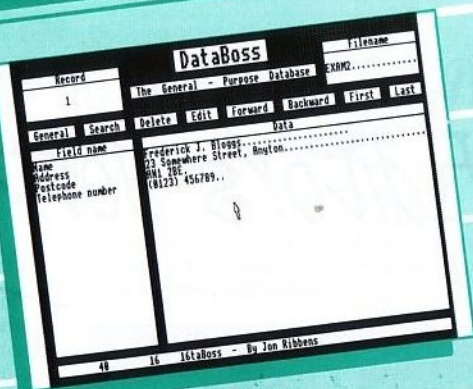 DataBoss
The General - Purpose Database
Record
1
Filename
EXAM2.............
General Search Delete Edit Forward Backward First Last
Field name
Data
Name
Frederick J. Bloggs......................
Address
23 Somewhere Street, Anyton..............................
Postcode
AN1 2BE.
Telephone number
(0123) 456789..
40 16 16taBoss - By Jon Ribbens